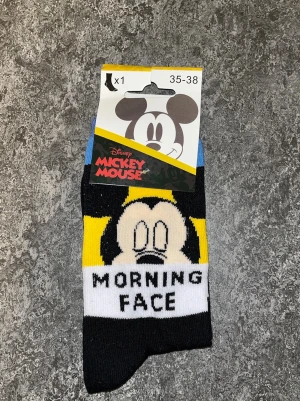 x1
35-38
Disney
MICKEY
MOUSE
MORNING
FACE